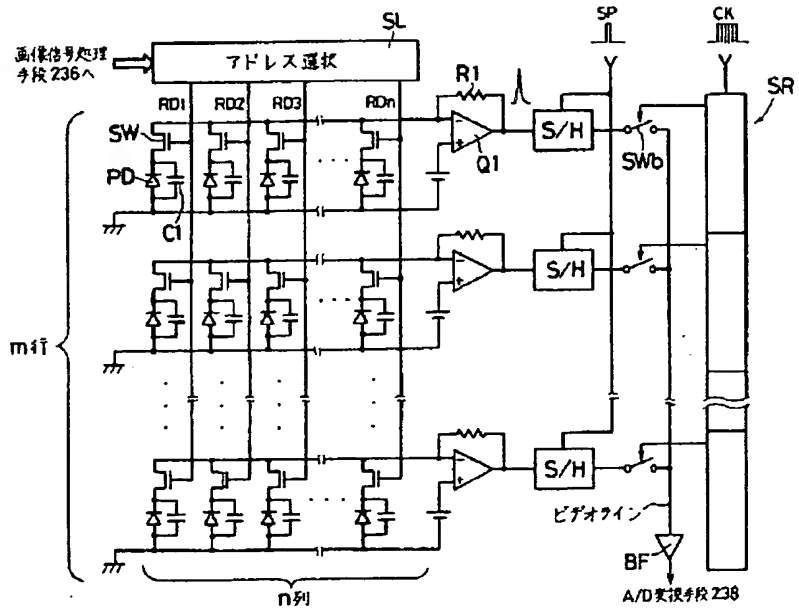 SL
SP
CK
画像信号処理
手段236へ
アドレス選択
RD1 RD2 RD3 RDn
R1
SR
SW
S/H
SWb
Q1
PD
C1
S/H
m行
S/H
ビデオライン
BF
n列
A/D変換手段238